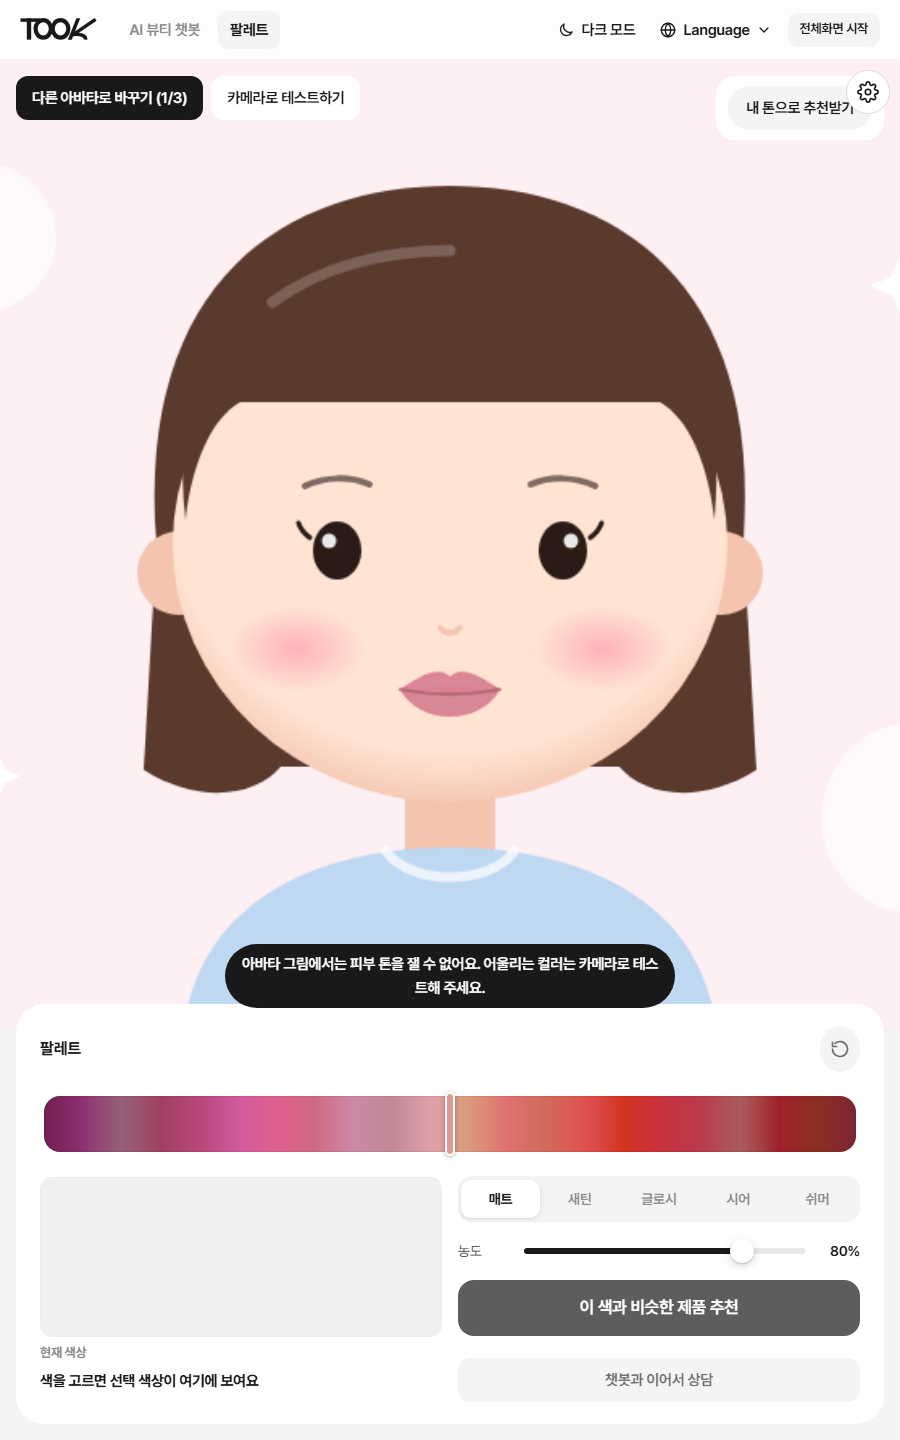 TOOK
AI 뷰티 챗봇
팔레트
다크 모드
Language
전체화면 시작
다른 아바타로 바꾸기 (1/3)
카메라로 테스트하기
내 톤으로 추천받기
아바타 그림에서는 피부 톤을 잴 수 없어요. 어울리는 컬러는 카메라로 테스
트해 주세요.
팔레트
매트
새틴
글로시
시어
쉬머
농도
80%
이 색과 비슷한 제품 추천
현재 색상
색을 고르면 선택 색상이 여기에 보여요
챗봇과 이어서 상담